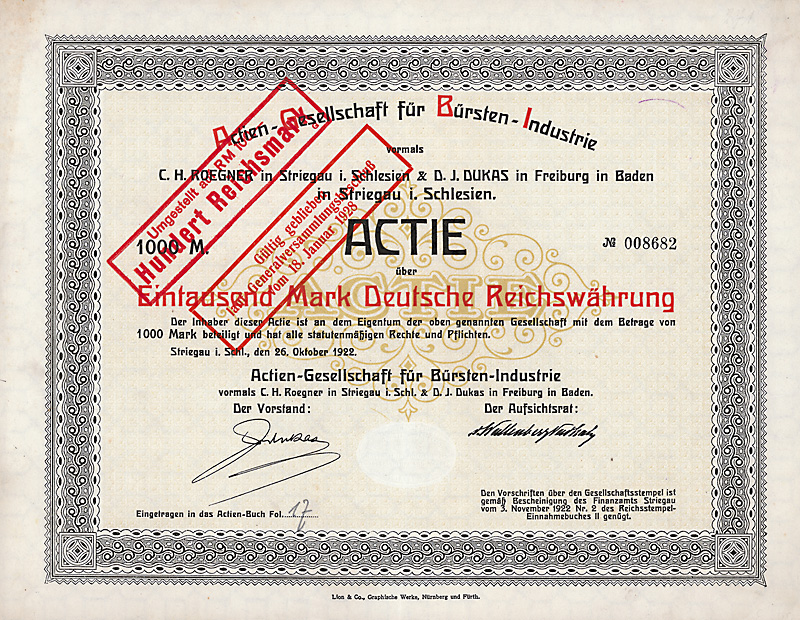 Actien-Gesellschaft für Bürsten-Industrie
vormals
C. H. ROEGNER in Striegau i. Schlesien & D. J. DUKAS in Freiburg in Baden
in Striegau i. Schlesien.
Umgestellt auf RM 100.-
Hundert Reichsmark
Gültig geblieben
laut Generalversammlungsbeschluß
vom 18. Januar 1928
1000 M.
ACTIE
№ 008682
über
Eintausend Mark Deutsche Reichswährung
Der Inhaber dieser Actie ist an dem Eigentum der oben genannten Gesellschaft mit dem Betrage von
1000 Mark beteiligt und hat alle statutenmäßigen Rechte und Pflichten.
Striegau i. Schl., den 26. Oktober 1922.
Actien-Gesellschaft für Bürsten-Industrie
vormals C. H. Roegner in Striegau i. Schl. & D. J. Dukas in Freiburg in Baden.
Der Vorstand:
Der Aufsichtsrat:
Eingetragen in das Actien-Buch Fol. 17
Den Vorschriften über den Gesellschaftsstempel ist
gemäß Bescheinigung des Finanzamts Striegau
vom 3. November 1922 Nr. 2 des Reichsstempel-
Einnahmebuches II genügt.
Lion & Co., Graphische Werke, Nürnberg und Fürth.